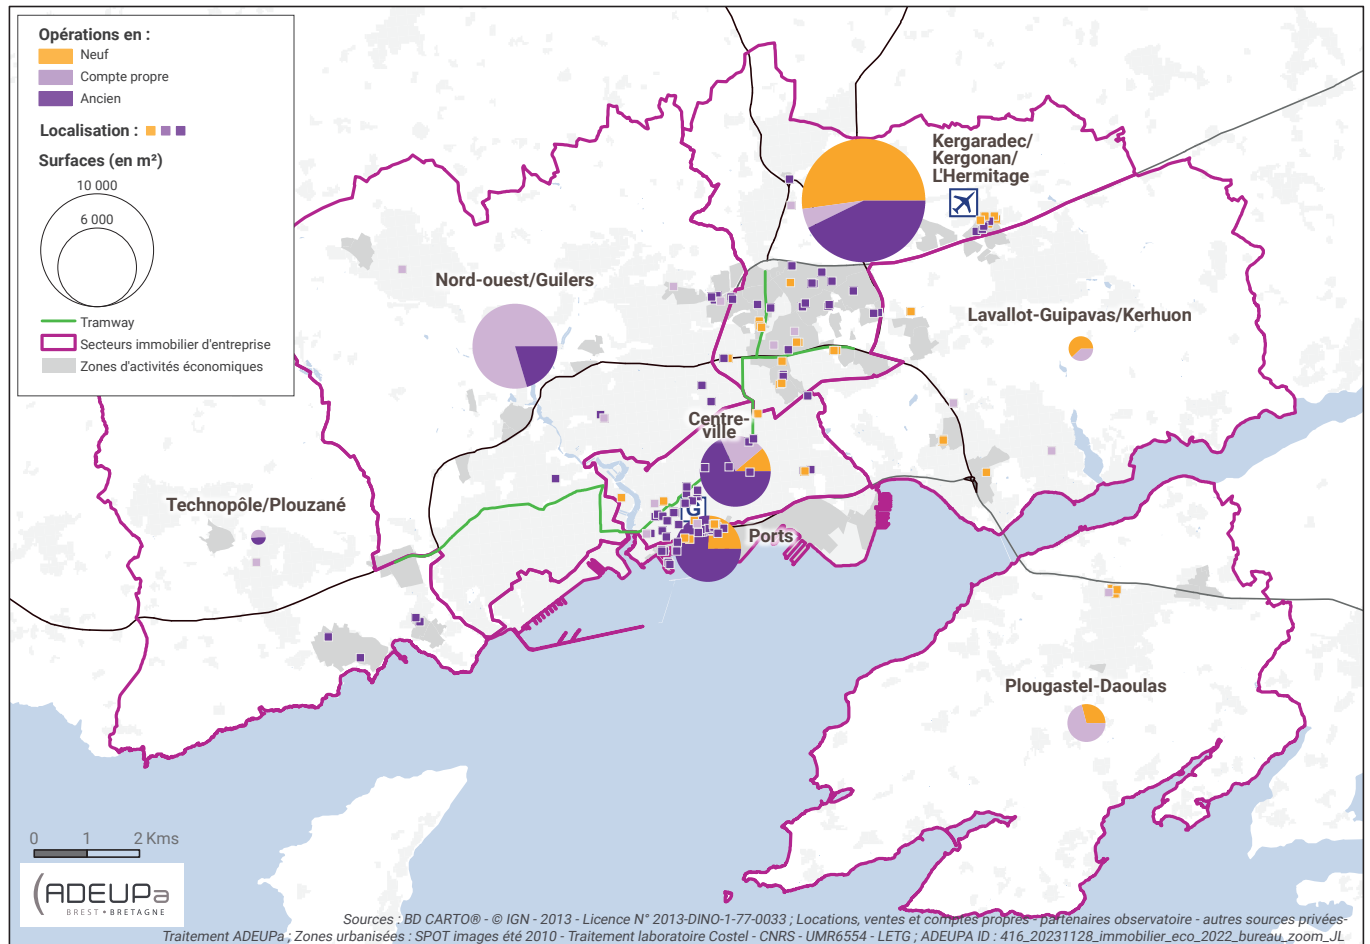 Opérations en :
Neuf
Compte propre
Ancien
Localisation :
Surfaces (en m²)
10 000
6 000
Tramway
Secteurs immobilier d'entreprise
Zones d'activités économiques
Kergaradec/
Kergonan/
L'Hermitage
Nord-ouest/Guilers
Lavallot-Guipavas/Kerhuon
Centre-
ville
Technopôle/Plouzané
G
Ports
Plougastel-Daoulas
0 1 2 Kms
ADEUPa
BREST • BRETAGNE
Sources : BD CARTO® - © IGN - 2013 - Licence N° 2013-DINO-1-77-0033 ; Locations, ventes et comptes propres - partenaires observatoire - autres sources privées-
Traitement ADEUPa ; Zones urbanisées : SPOT images été 2010 - Traitement laboratoire Costel - CNRS - UMR6554 - LETG ; ADEUPA ID : 416_20231128_immobilier_eco_2022_bureau_zoom_JL